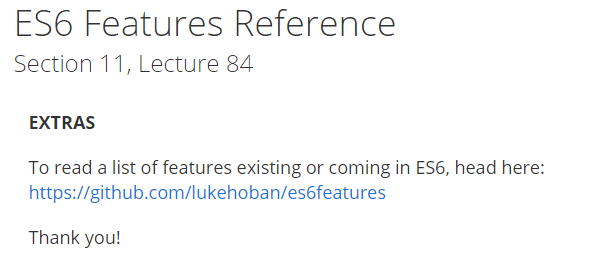 ES6 Features Reference
Section 11, Lecture 84
EXTRAS
To read a list of features existing or coming in ES6, head here:
https://github.com/lukehoban/es6features
Thank you!